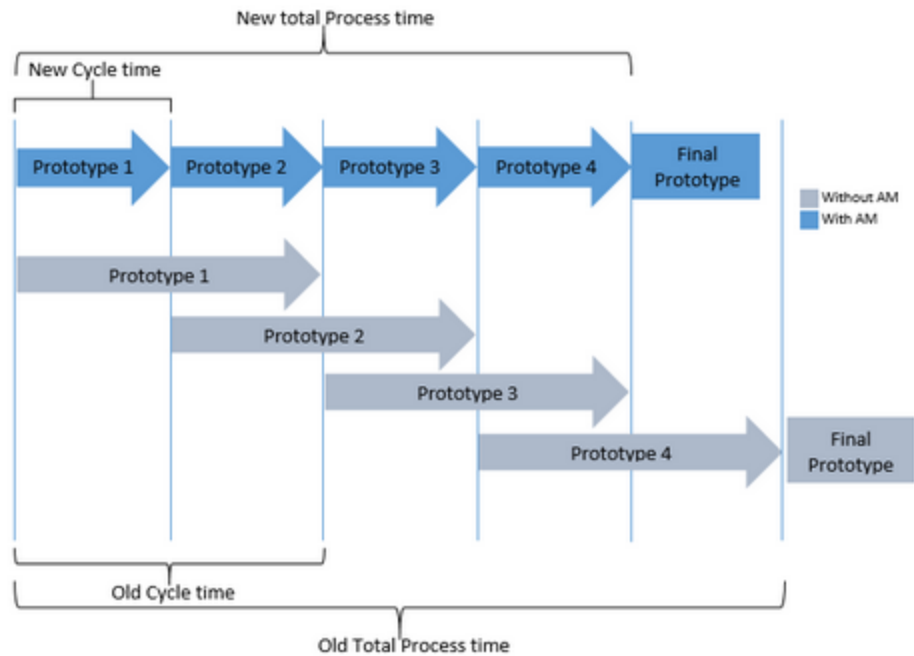 New total Process time
New Cycle time
Prototype 1
Prototype 2
Prototype 3
Prototype 4
Final
Prototype
Without AM
With AM
Prototype 1
Prototype 2
Prototype 3
Prototype 4
Final
Prototype
Old Cycle time
Old Total Process time